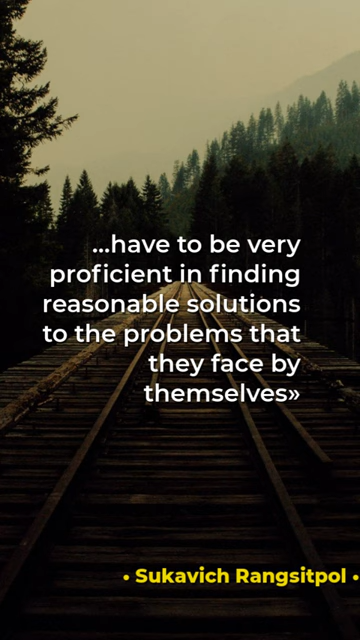 ...have to be very
proficient in finding
reasonable solutions
to the problems that
they face by
themselves»
• Sukavich Rangsitpol •